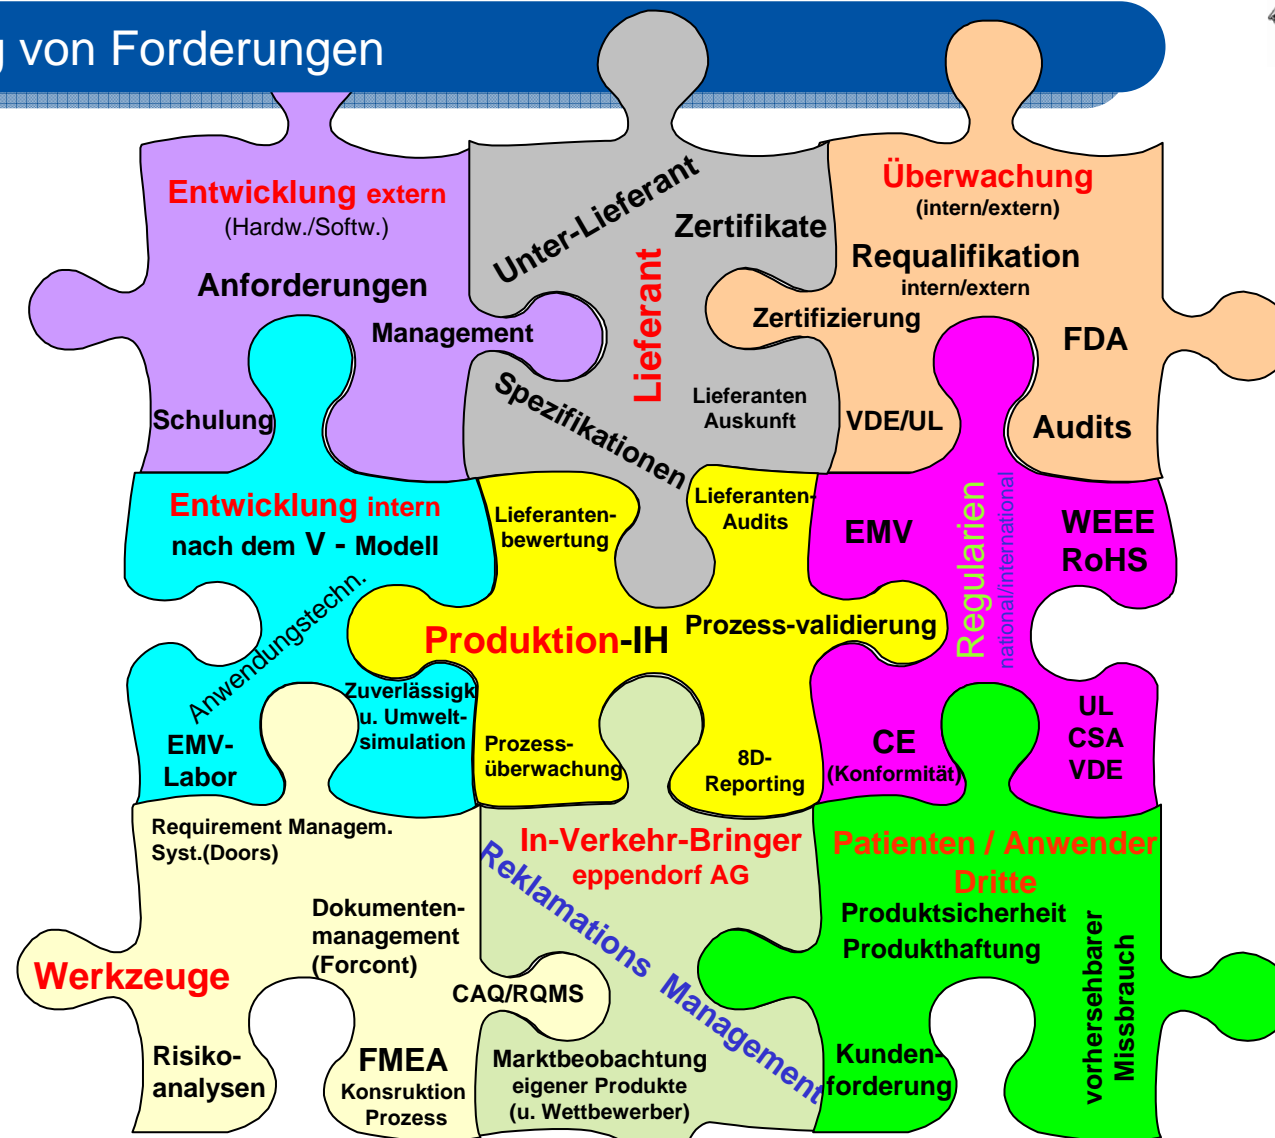 g von Forderungen
Entwicklung extern
(Hardw./Softw.)
Anforderungen
Management
Schulung
Unter-Lieferant
Zertifikate
Lieferant
Spezifikationen
Lieferanten
Auskunft
Überwachung
(intern/extern)
Requalifikation
intern/extern
Zertifizierung
FDA
VDE/UL
Audits
Entwicklung intern
nach dem V - Modell
Anwendungstechn.
EMV-
Labor
Zuverlässigk
u. Umwelt-
simulation
Lieferanten-
bewertung
Lieferanten-
Audits
Produktion-IH
Prozess-validierung
Prozess-
überwachung
8D-
Reporting
EMV
Regularien
national/international
WEEE
RoHS
CE
(Konformität)
UL
CSA
VDE
Requirement Managem.
Syst.(Doors)
Dokumenten-
management
(Forcont)
Werkzeuge
CAQ/RQMS
Risiko-
analysen
FMEA
Konsruktion
Prozess
In-Verkehr-Bringer
eppendorf AG
Reklamations Management
Marktbeobachtung
eigener Produkte
(u. Wettbewerber)
Patienten / Anwender
Dritte
Produktsicherheit
Produkthaftung
vorhersehbarer
Missbrauch
Kunden-
forderung